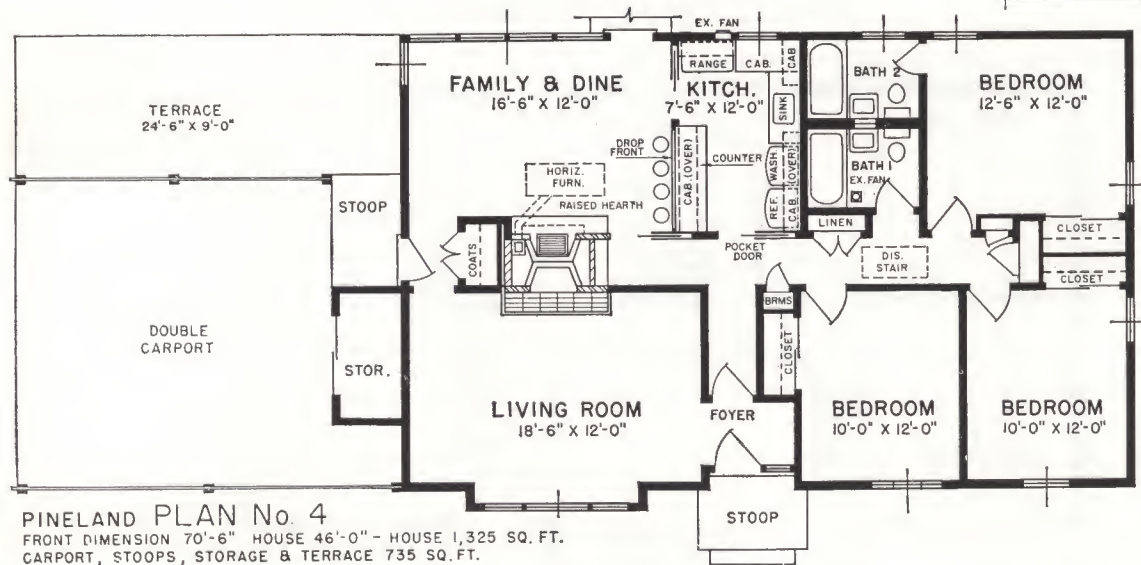 EX. FAN
TERRACE
24'-6" X 9'-0"
FAMILY & DINE
16'-6" X 12'-0"
RANGE
CAB.
CAB
KITCH.
7'-6" X 12'-0"
SINK
BATH 2
BEDROOM
12'-6" X 12'-0"
DROP
FRONT
CAB.(OVER)
COUNTER
WASH
(OVER)
REF.
CAB.
BATH 1
EX.FAN
HORIZ.
FURN.
RAISED HEARTH
STOOP
COATS
LINEN
POCKET
DOOR
DIS.
STAIR
CLOSET
CLOSET
DOUBLE
CARPORT
STOR.
BRMS
CLOSET
LIVING ROOM
18'-6" X 12'-0"
FOYER
BEDROOM
10'-0" X 12'-0"
BEDROOM
10'-0" X 12'-0"
STOOP
PINELAND PLAN No. 4
FRONT DIMENSION 70'-6" HOUSE 46'-0" - HOUSE 1,325 SQ. FT.
CARPORT, STOOPS, STORAGE & TERRACE 735 SQ. FT.